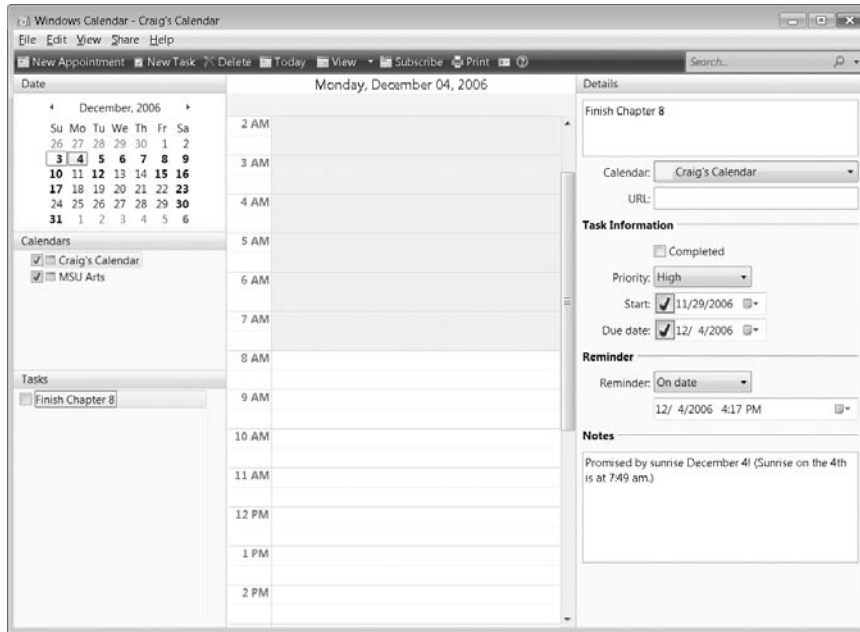 Windows Calendar - Craig's Calendar
File Edit View Share Help
New Appointment New Task Delete Today View Subscribe Print
Search...
Date
December, 2006
Su Mo Tu We Th Fr Sa
26 27 28 29 30 1 2
3 4 5 6 7 8 9
10 11 12 13 14 15 16
17 18 19 20 21 22 23
24 25 26 27 28 29 30
31 1 2 3 4 5 6
Calendars
Craig's Calendar
MSU Arts
Tasks
Finish Chapter 8
Monday, December 04, 2006
2 AM
3 AM
4 AM
5 AM
6 AM
7 AM
8 AM
9 AM
10 AM
11 AM
12 PM
1 PM
2 PM
Details
Finish Chapter 8
Calendar: Craig's Calendar
URL:
Task Information
Completed
Priority: High
Start: 11/29/2006
Due date: 12/ 4/2006
Reminder
Reminder: On date
12/ 4/2006 4:17 PM
Notes
Promised by sunrise December 4! (Sunrise on the 4th
is at 7:49 am.)